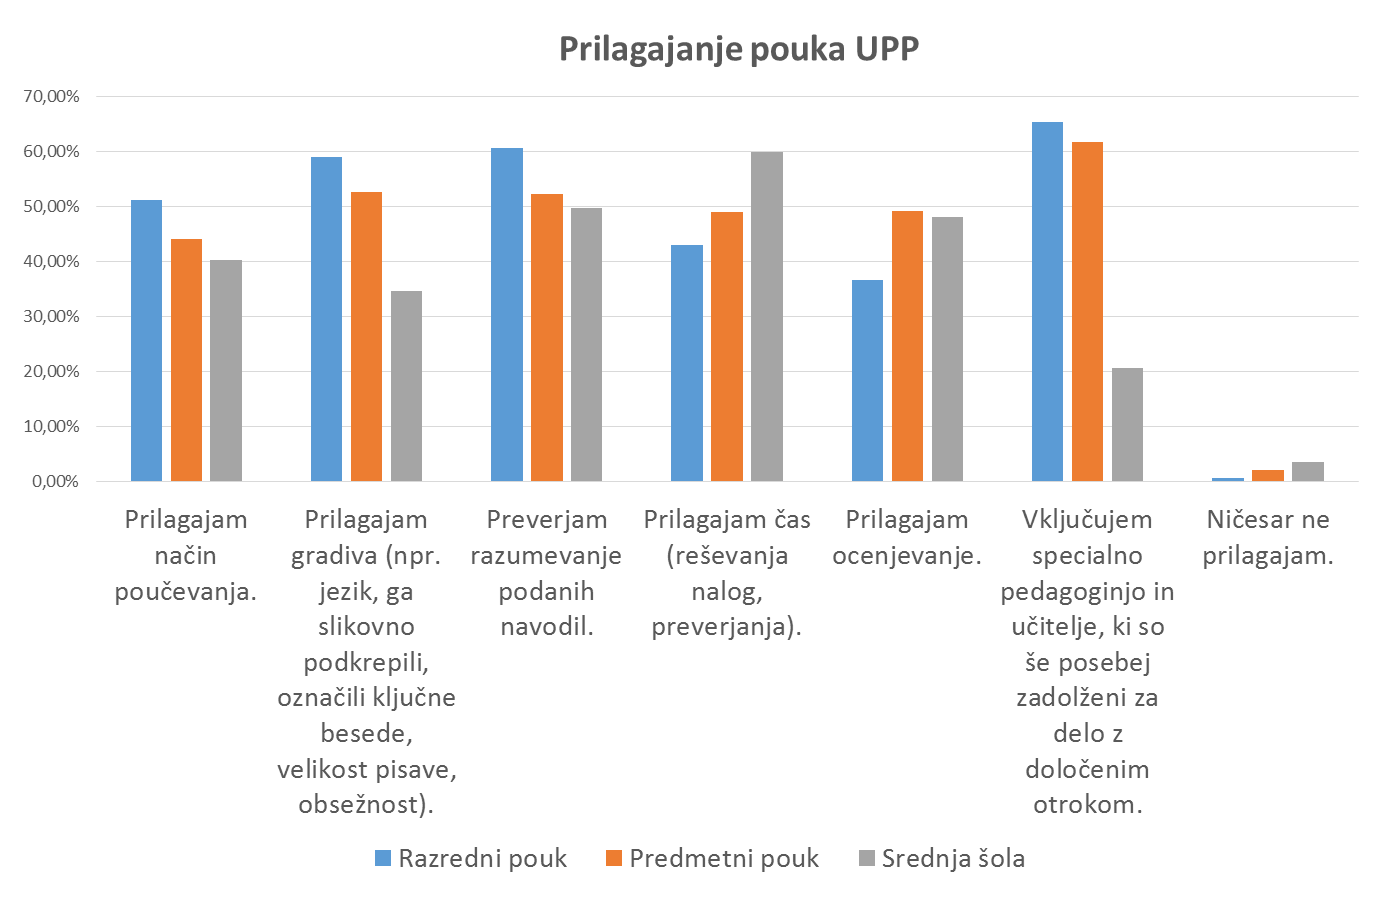 Prilagajanje pouka UPP
70,00%
60,00%
50,00%
40,00%
30,00%
20,00%
10,00%
0,00%
Prilagajam
način
poučevanja.
Prilagajam
gradiva (npr.
jezik, ga
slikovno
podkrepili,
označili ključne
besede,
velikost pisave,
obsežnost).
Preverjam
razumevanje
podanih
navodil.
Prilagajam čas
(reševanja
nalog,
preverjanja).
Prilagajam
ocenjevanje.
Vključujem
specialno
pedagoginjo in
učitelje, ki so
še posebej
zadolženi za
delo z
določenim
otrokom.
Ničesar ne
prilagajam.
Razredni pouk
Predmetni pouk
Srednja šola